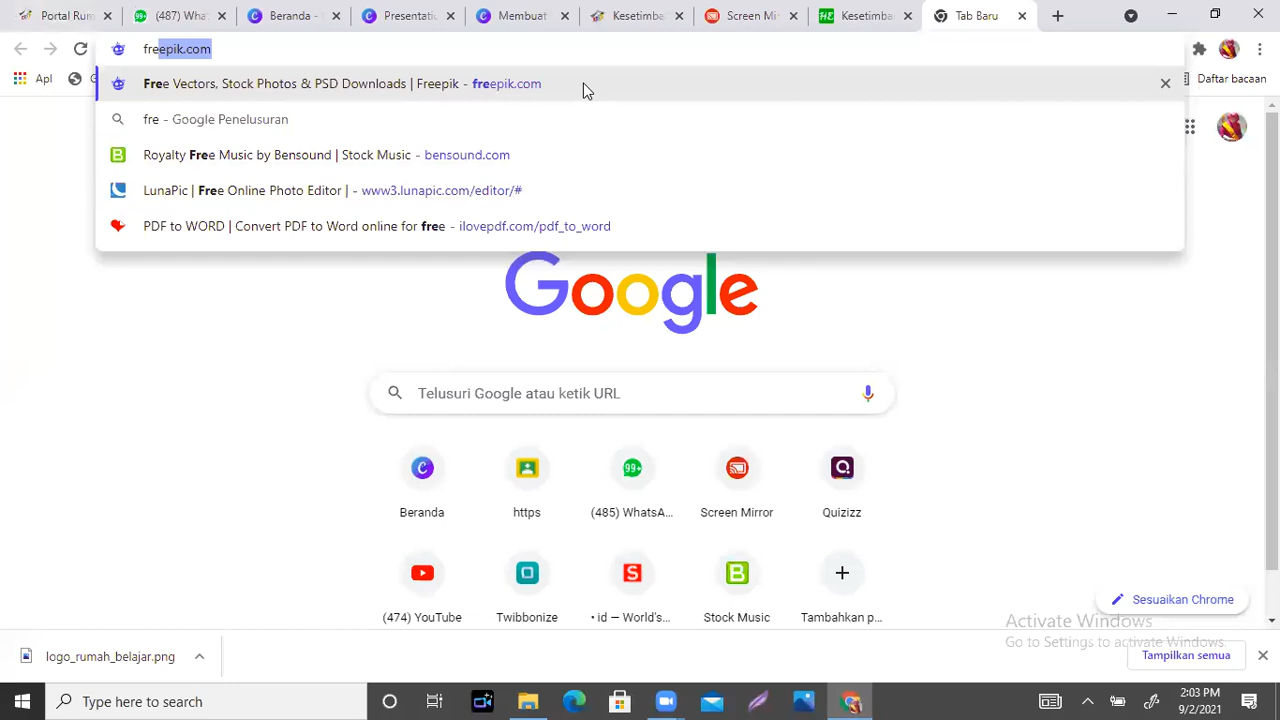 Portal Rum
(487) Wha
Beranda -
Presentati
Membuat
Kesetimba
Screen Mi
Kesetimba
Tab Baru
freepik.com
Apl
Daftar bacaan
Free Vectors, Stock Photos & PSD Downloads | Freepik - freepik.com
fre - Google Penelusuran
Royalty Free Music by Bensound | Stock Music - bensound.com
LunaPic | Free Online Photo Editor | - www3.lunapic.com/editor/#
PDF to WORD | Convert PDF to Word online for free - ilovepdf.com/pdf_to_word
Google
Telusuri Google atau ketik URL
99+
Beranda
https
(485) WhatsA...
Screen Mirror
Quizizz
(474) YouTube
Twibbonize
• id — World's...
Stock Music
Tambahkan p...
Sesuaikan Chrome
Activate Windows
Go to Settings to activate Windows.
logo_rumah_belajar.png
Tampilkan semua
Type here to search
2:03 PM
9/2/2021